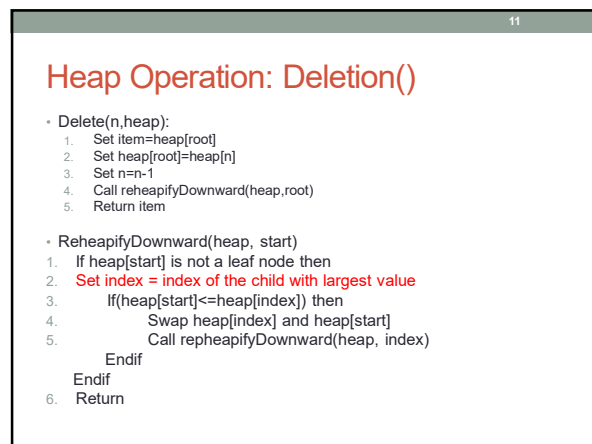 11
Heap Operation: Deletion()
• Delete(n,heap):
1. Set item=heap[root]
2. Set heap[root]=heap[n]
3. Set n=n-1
4. Call reheapifyDownward(heap,root)
5. Return item
• ReheapifyDownward(heap, start)
1. If heap[start] is not a leaf node then
2. Set index = index of the child with largest value
3. If(heap[start]<=heap[index]) then
4. Swap heap[index] and heap[start]
5. Call repheapifyDownward(heap, index)
Endif
Endif
6. Return